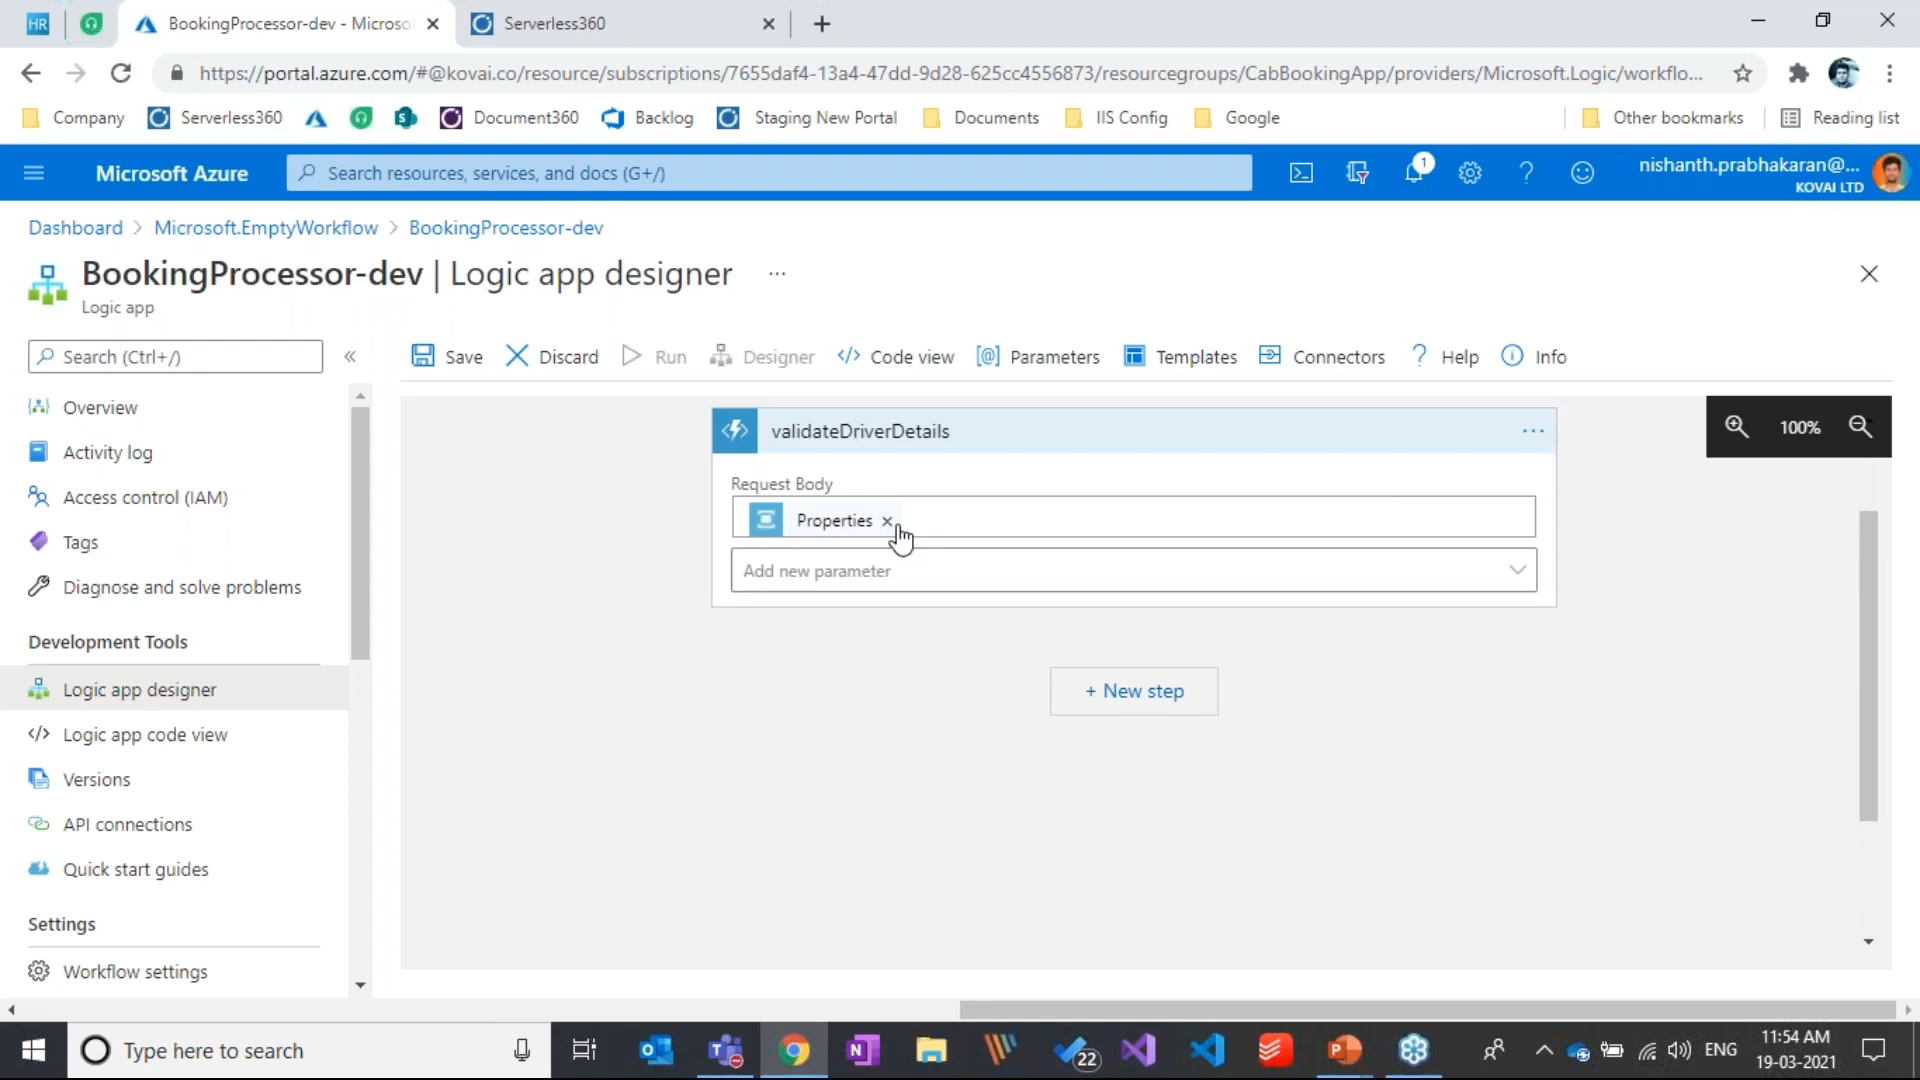 HR
BookingProcessor-dev - Microso
Serverless360
https://portal.azure.com/#@kovai.co/resource/subscriptions/7655daf4-13a4-47dd-9d28-625cc4556873/resourcegroups/CabBookingApp/providers/Microsoft.Logic/workflo...
Company
Serverless360
Document360
Backlog
Staging New Portal
Documents
IIS Config
Google
Other bookmarks
Reading list
Microsoft Azure
Search resources, services, and docs (G+/)
1
nishanth.prabhakaran@...
KOVAI LTD
Dashboard > Microsoft.EmptyWorkflow > BookingProcessor-dev
BookingProcessor-dev | Logic app designer ...
Logic app
Search (Ctrl+/)
Save
Discard
Run
Designer
Code view
Parameters
Templates
Connectors
Help
Info
Overview
Activity log
Access control (IAM)
Tags
Diagnose and solve problems
Development Tools
Logic app designer
Logic app code view
Versions
API connections
Quick start guides
Settings
Workflow settings
validateDriverDetails
Request Body
Properties
Add new parameter
+ New step
100%
Type here to search
22
ENG
11:54 AM
19-03-2021